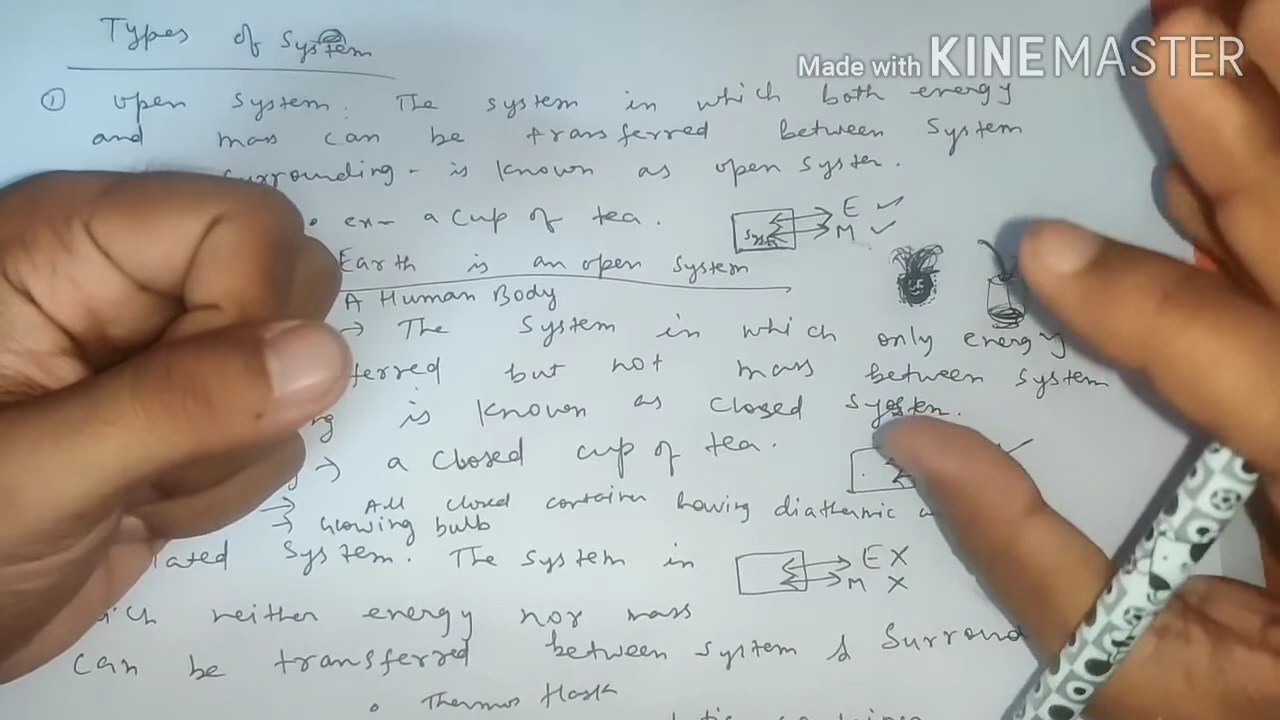 Types of System
Made with KINEMASTER
① open system: The system in which both energy
and mass can be transferred between system
surrounding - is known as open system.
• ex- a cup of tea.
E ✓
System
M ✓
Earth is an open system
A Human Body
→ The system in which only energy
ferred but not mass between system
ng is known as closed system.
→ a closed cup of tea.
→ All closed container having diathermic
→ Glowing bulb
lated System: The system in
E X
M X
neither energy nor mass
can be transferred between system & Surround
• Thermos flask